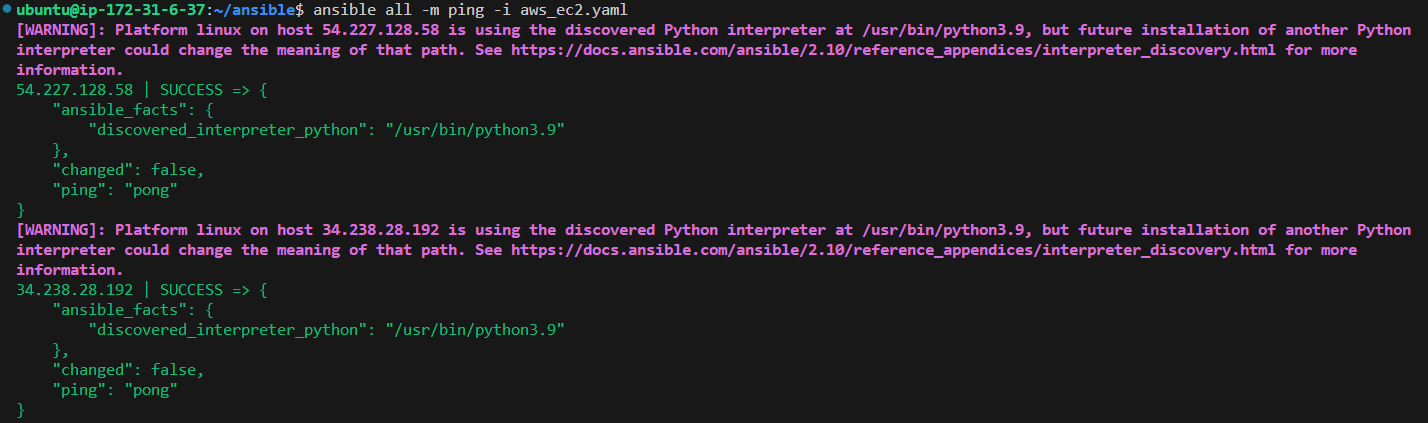 ubuntu@ip-172-31-6-37:~/ansible$ ansible all -m ping -i aws_ec2.yaml
[WARNING]: Platform linux on host 54.227.128.58 is using the discovered Python interpreter at /usr/bin/python3.9, but future installation of another Python
interpreter could change the meaning of that path. See https://docs.ansible.com/ansible/2.10/reference_appendices/interpreter_discovery.html for more
information.
54.227.128.58 | SUCCESS => {
    "ansible_facts": {
        "discovered_interpreter_python": "/usr/bin/python3.9"
    },
    "changed": false,
    "ping": "pong"
}
[WARNING]: Platform linux on host 34.238.28.192 is using the discovered Python interpreter at /usr/bin/python3.9, but future installation of another Python
interpreter could change the meaning of that path. See https://docs.ansible.com/ansible/2.10/reference_appendices/interpreter_discovery.html for more
information.
34.238.28.192 | SUCCESS => {
    "ansible_facts": {
        "discovered_interpreter_python": "/usr/bin/python3.9"
    },
    "changed": false,
    "ping": "pong"
}